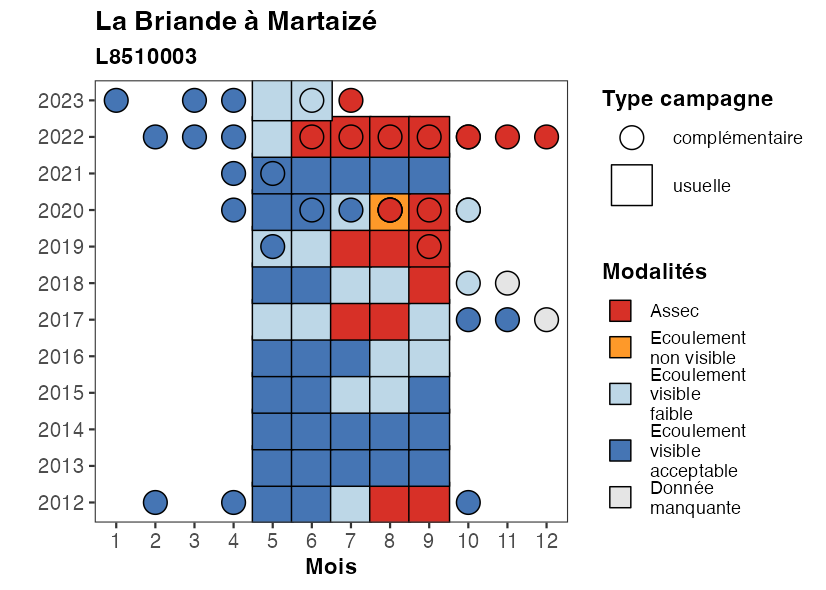 La Briande à Martaizé
L8510003
2023
2022
2021
2020
2019
2018
2017
2016
2015
2014
2013
2012
1 2 3 4 5 6 7 8 9 10 11 12
Mois
Type campagne
complémentaire
usuelle
Modalités
Assec
Ecoulement
non visible
Ecoulement
visible
faible
Ecoulement
visible
acceptable
Donnée
manquante